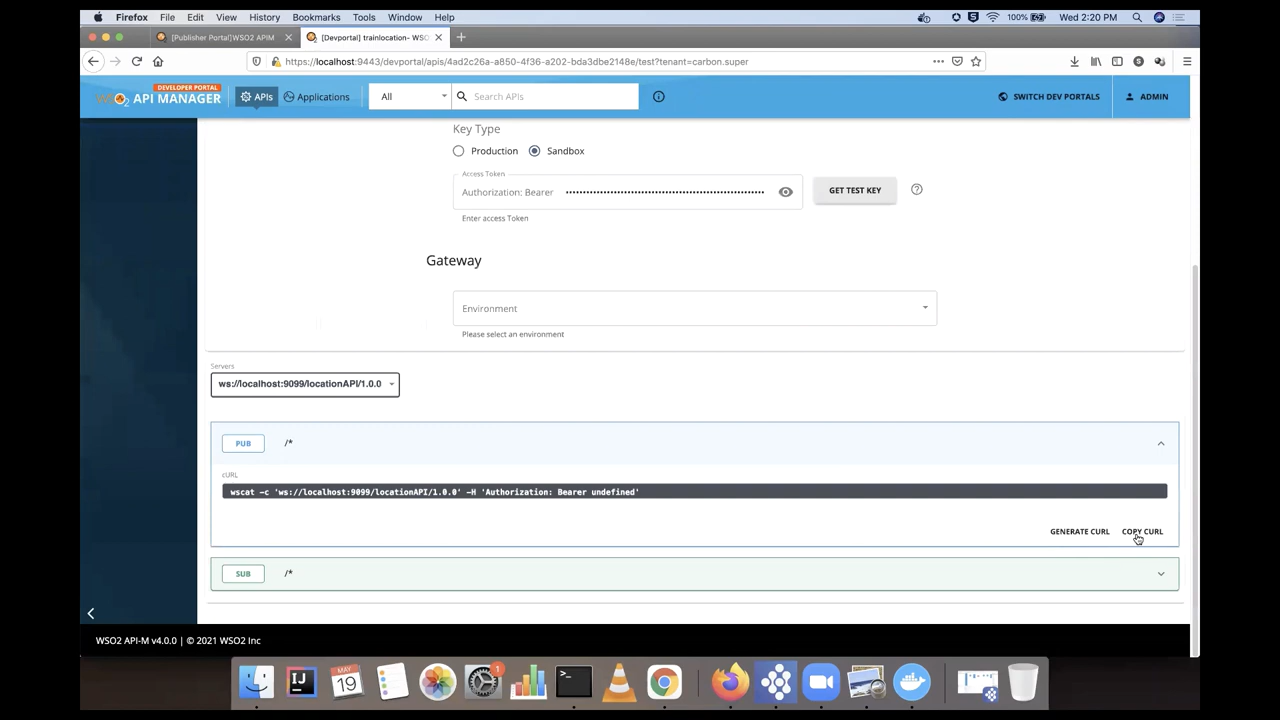 Firefox File Edit View History Bookmarks Tools Window Help 100% Wed 2:20 PM
[Publisher Portal]WSO2 APIM [Devportal] trainlocation- WSO
https://localhost:9443/devportal/apis/4ad2c26a-a850-4f36-a202-bda3dbe2148e/test?tenant=carbon.super
DEVELOPER PORTAL
WSO2 API MANAGER APIs Applications All Search APIs SWITCH DEV PORTALS ADMIN
Key Type
Production Sandbox
Access Token
Authorization: Bearer •••••••••••••••••••••••••••••••••••••••••••••••• GET TEST KEY
Enter access Token
Gateway
Environment
Please select an environment
Servers
ws://localhost:9099/locationAPI/1.0.0
PUB /*
cURL
wscat -c 'ws://localhost:9099/locationAPI/1.0.0' -H 'Authorization: Bearer undefined'
GENERATE CURL COPY CURL
SUB /*
WSO2 API-M v4.0.0 | © 2021 WSO2 Inc
MAY 1
19
IJ >_